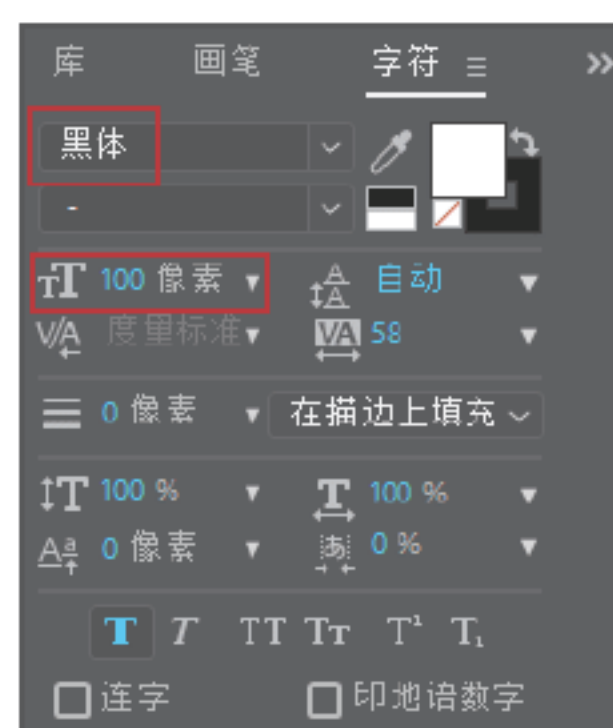 库 画笔 字符
黑体
-
100 像素 自动
度量标准 58
0 像素 在描边上填充
100 % 100 %
0 像素 0 %
T T TT Tт T¹ T₁
连字 印地语数字